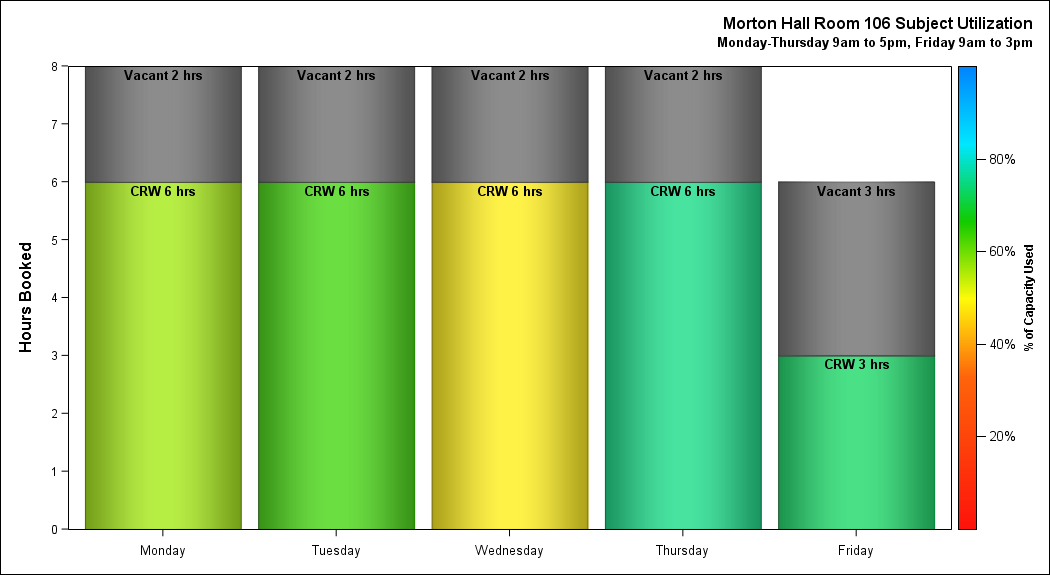 Morton Hall Room 106 Subject Utilization
Monday-Thursday 9am to 5pm, Friday 9am to 3pm
Hours Booked
8
7
6
5
4
3
2
1
0
Vacant 2 hrs
Vacant 2 hrs
Vacant 2 hrs
Vacant 2 hrs
CRW 6 hrs
CRW 6 hrs
CRW 6 hrs
CRW 6 hrs
Vacant 3 hrs
CRW 3 hrs
Monday
Tuesday
Wednesday
Thursday
Friday
80%
60%
40%
20%
% of Capacity Used